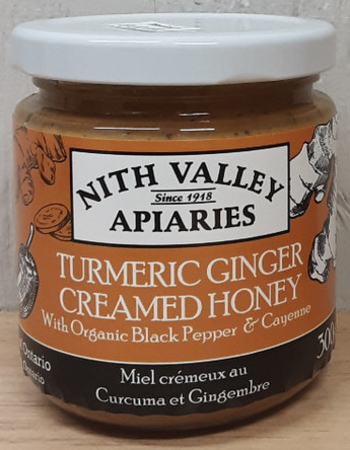 NITH VALLEY
Since 1918
APIARIES
TURMERIC GINGER
CREAMED HONEY
With Organic Black Pepper & Cayenne
Ontario
300
Miel crémeux au
Curcuma et Gingembre